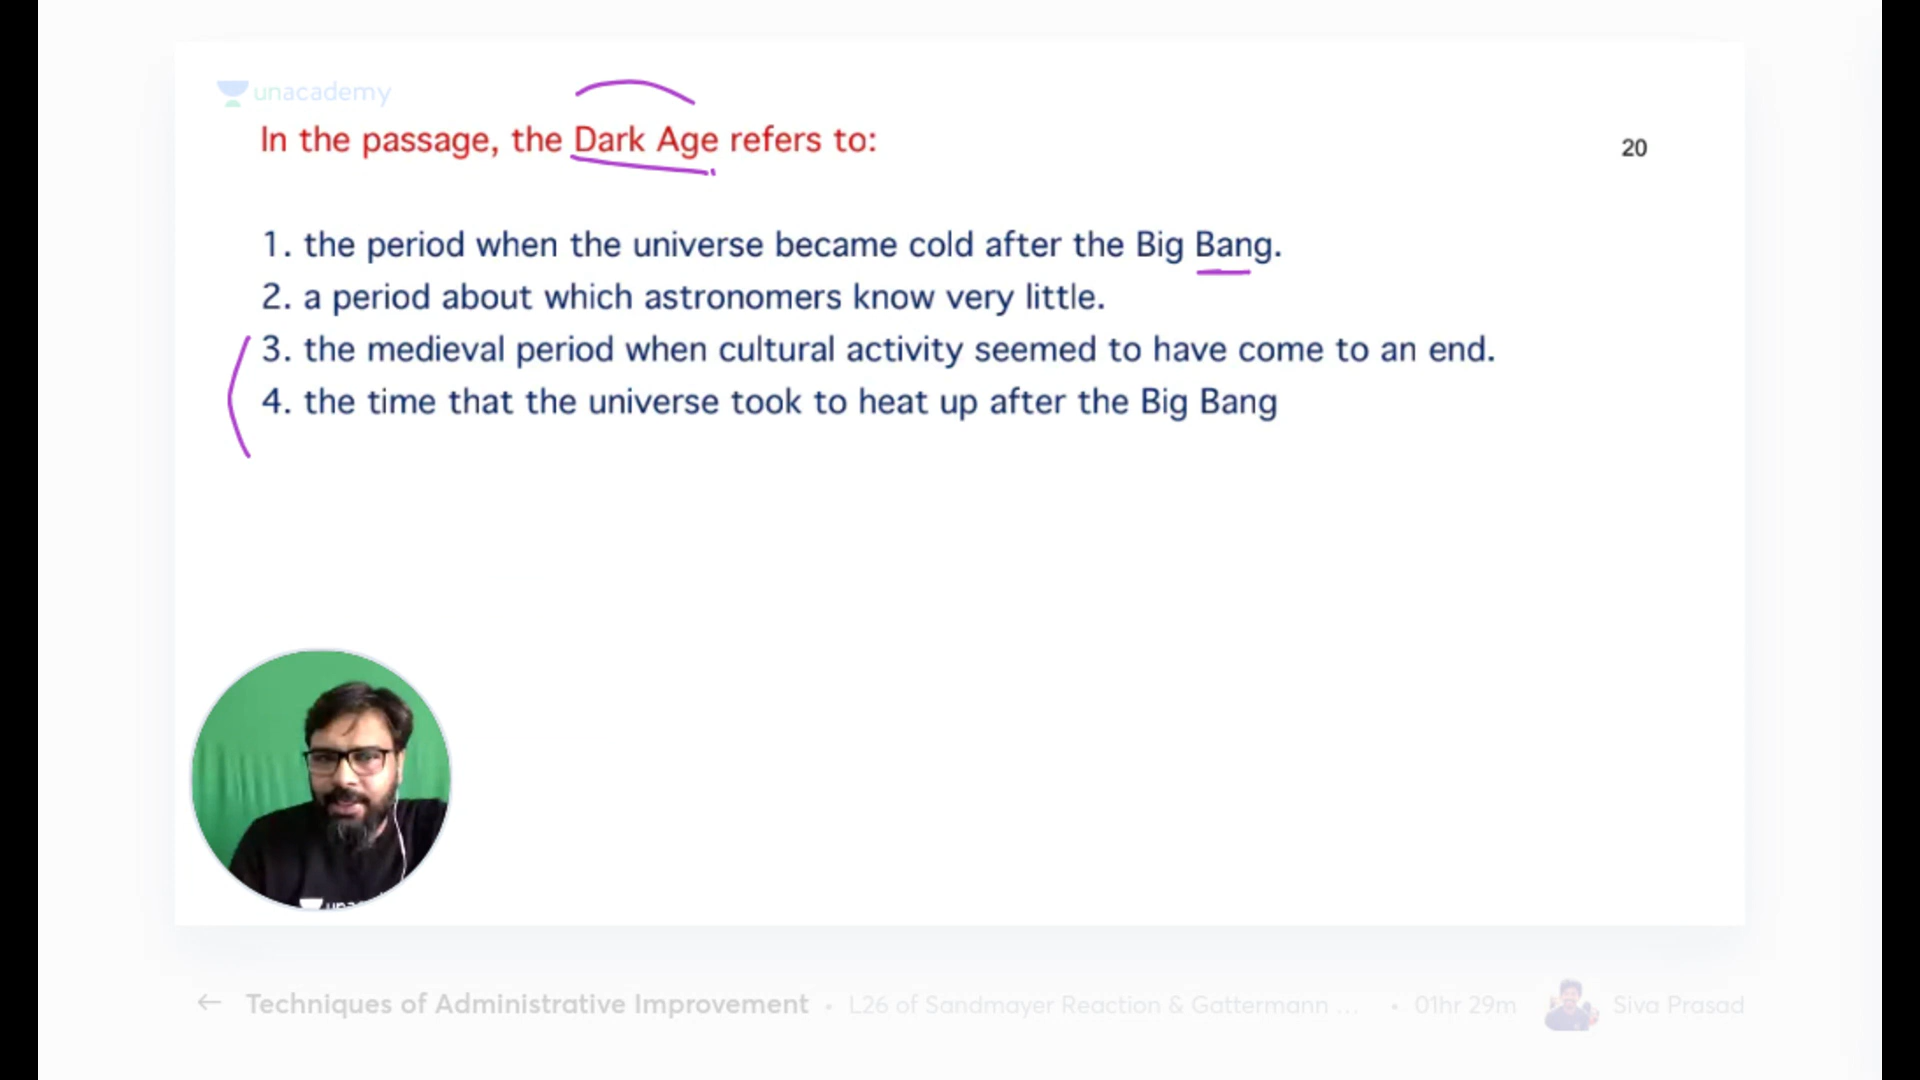 unacademy
In the passage, the Dark Age refers to:
20
1. the period when the universe became cold after the Big Bang.
2. a period about which astronomers know very little.
3. the medieval period when cultural activity seemed to have come to an end.
4. the time that the universe took to heat up after the Big Bang
← Techniques of Administrative Improvement • L26 of Sandmayer Reaction & Gattermann ... • 01hr 29m Siva Prasad